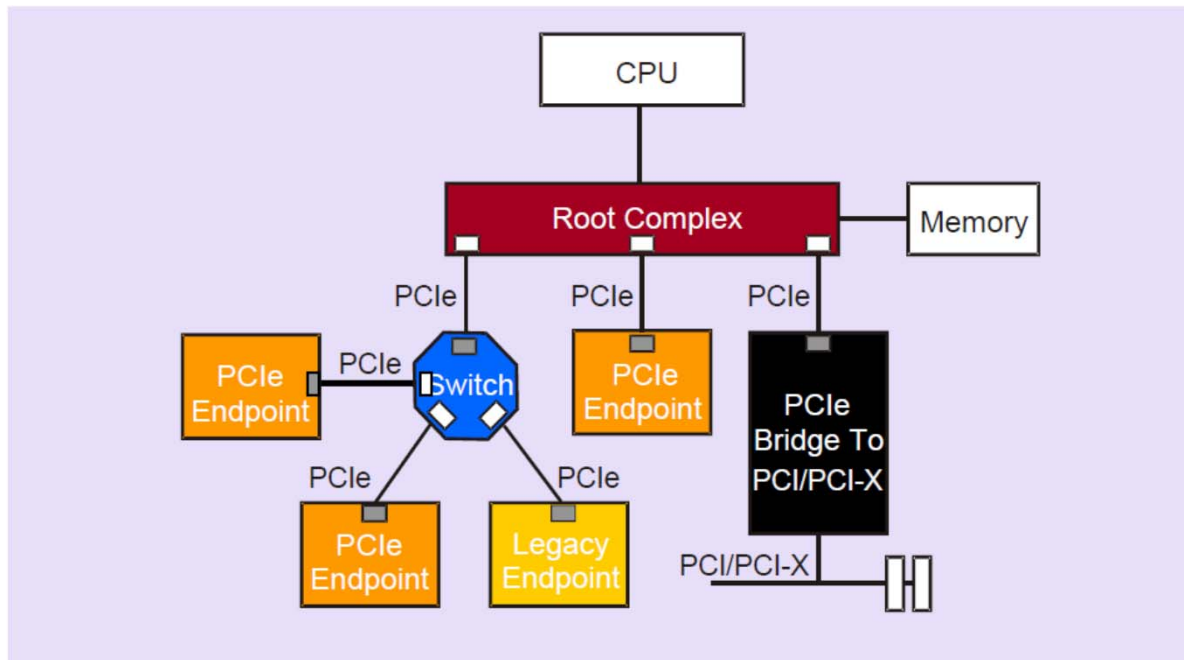 CPU
Root Complex
Memory
PCIe
PCIe
PCIe
PCIe
Endpoint
PCIe
Switch
PCIe
Endpoint
PCIe
Bridge To
PCI/PCI-X
PCIe
PCIe
PCIe
Endpoint
Legacy
Endpoint
PCI/PCI-X